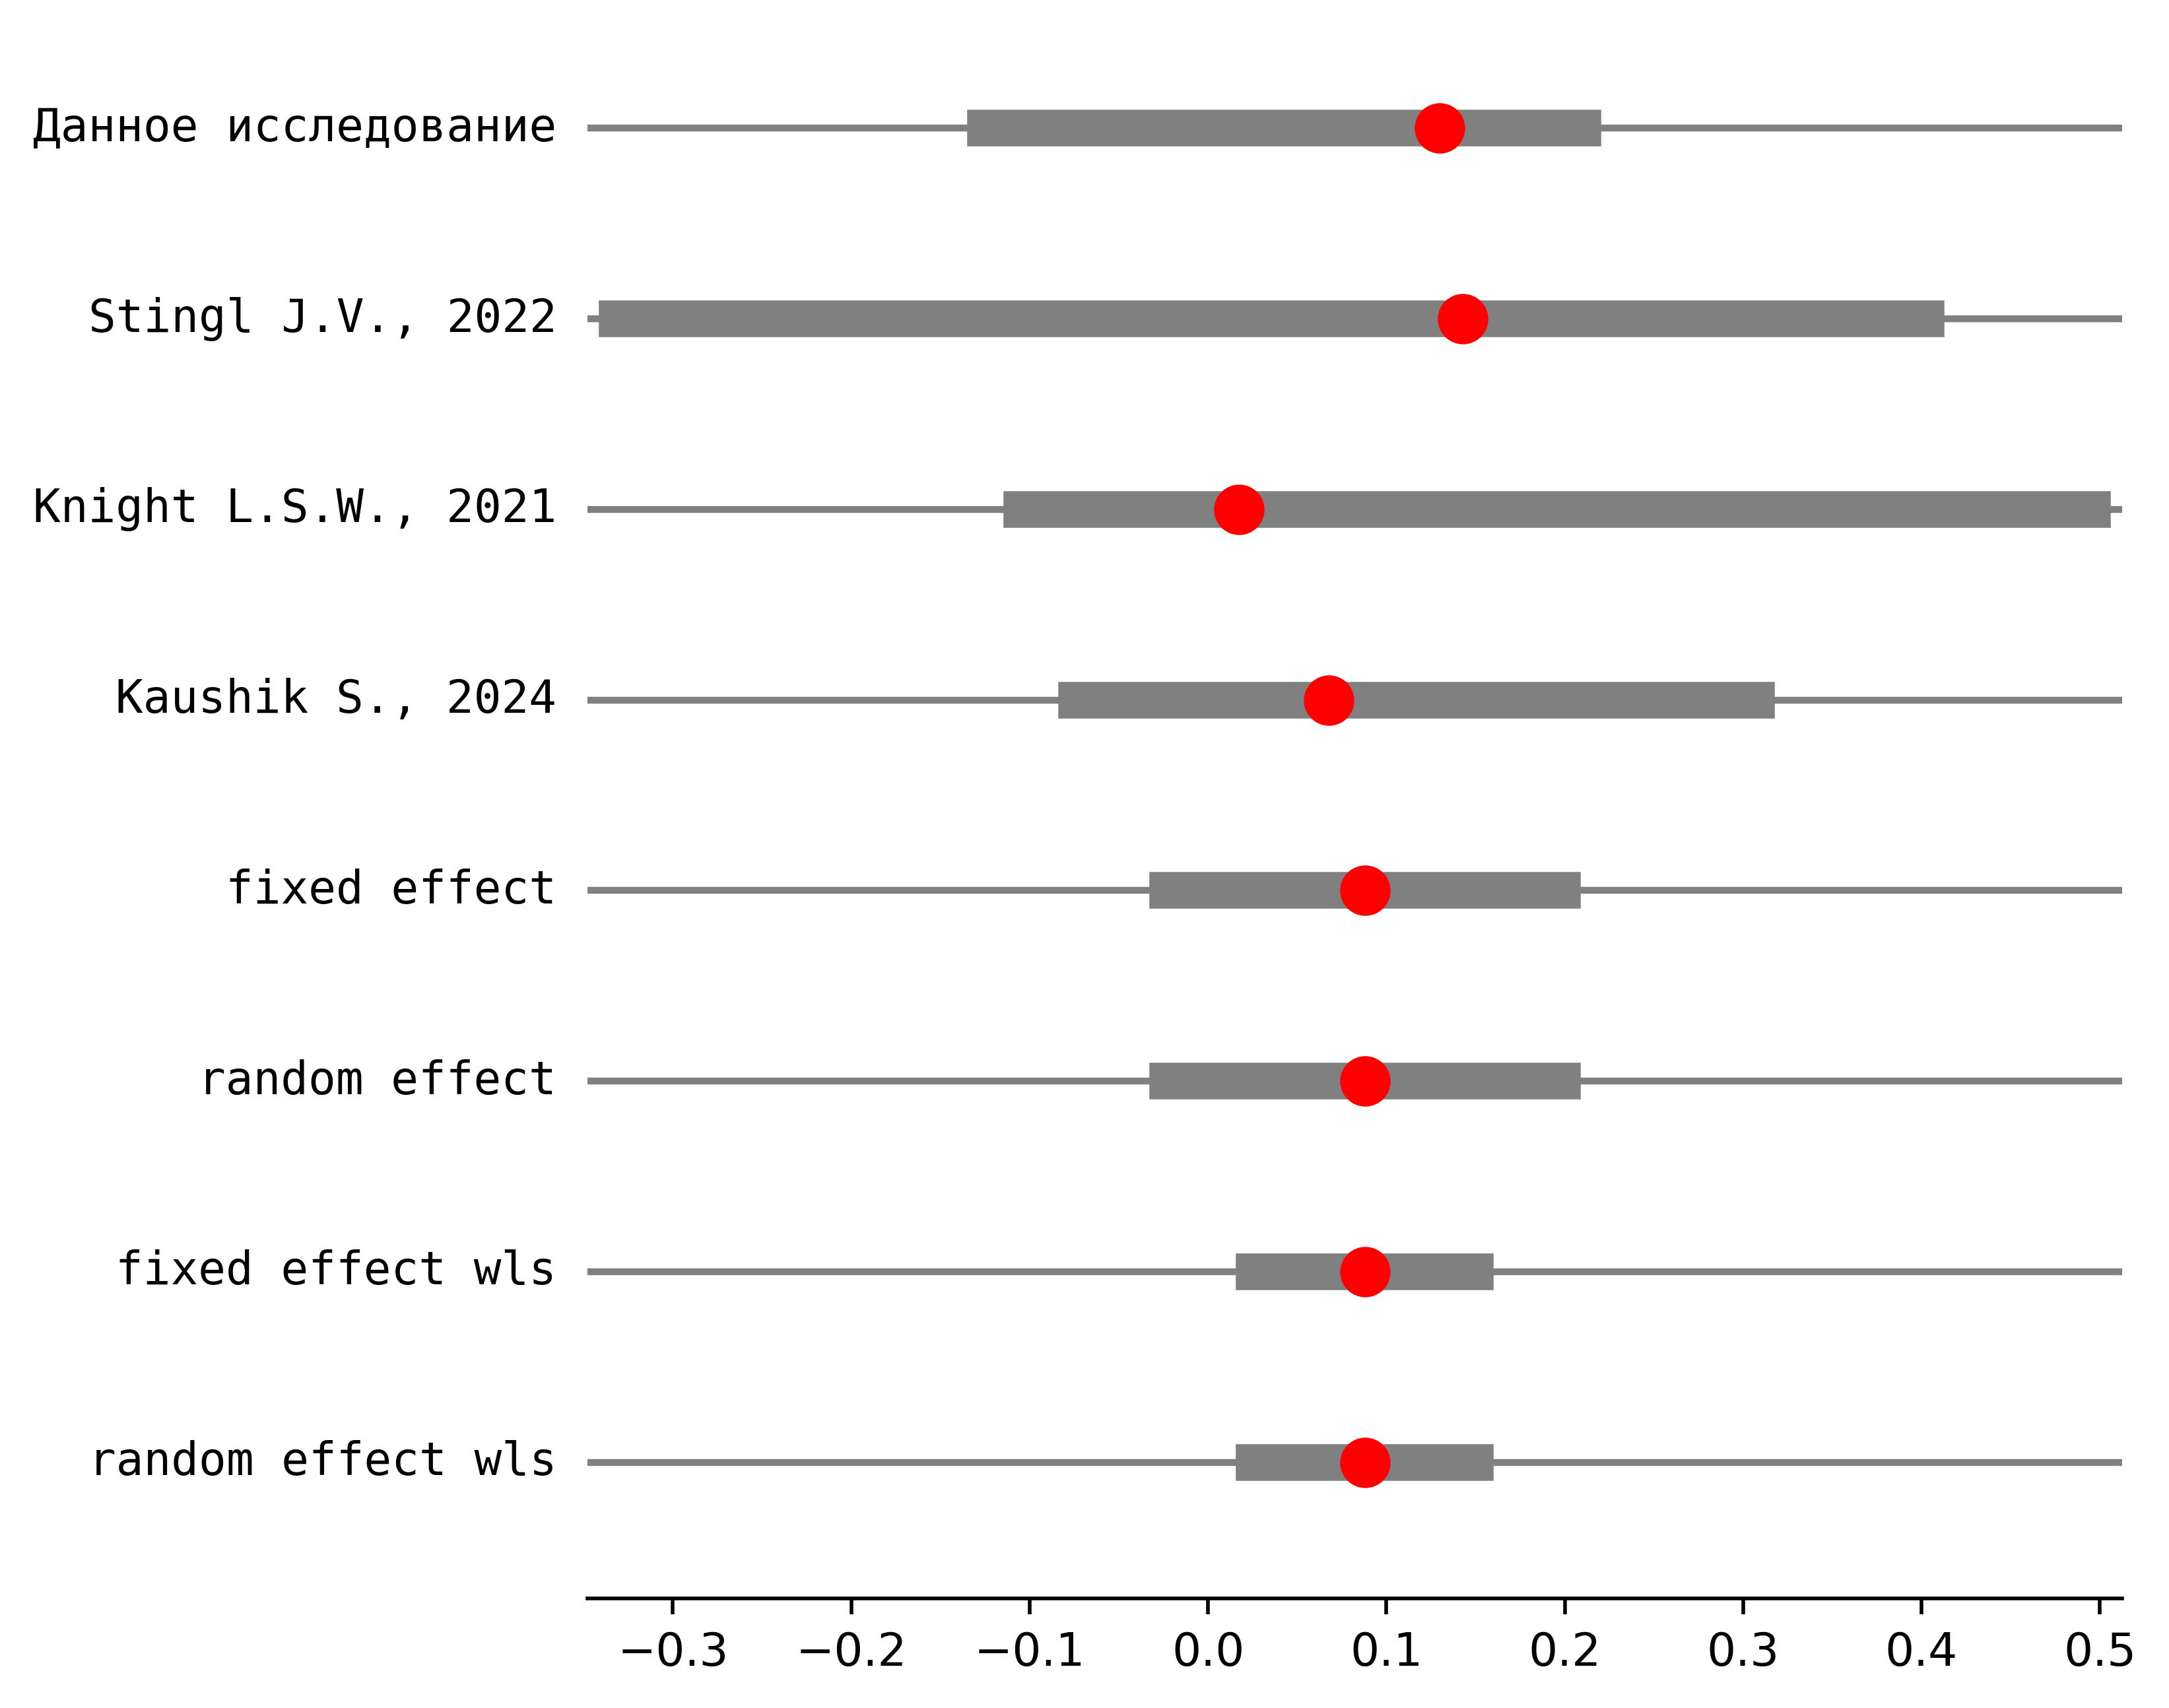 Данное исследование
Stingl J.V., 2022
Knight L.S.W., 2021
Kaushik S., 2024
fixed effect
random effect
fixed effect wls
random effect wls
−0.3 −0.2 −0.1 0.0 0.1 0.2 0.3 0.4 0.5